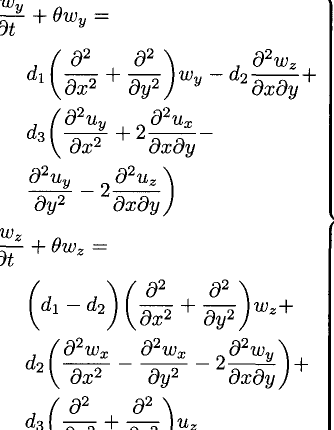 ∂w_y/∂t + θw_y =
d_1(∂²/∂x² + ∂²/∂y²)w_y − d_2 ∂²w_z/∂x∂y +
d_3(∂²u_y/∂x² + 2 ∂²u_x/∂x∂y −
∂²u_y/∂y² − 2 ∂²u_z/∂x∂y)
∂w_z/∂t + θw_z =
(d_1 − d_2)(∂²/∂x² + ∂²/∂y²)w_z +
d_2(∂²w_x/∂x² − ∂²w_x/∂y² − 2 ∂²w_y/∂x∂y) +
d_3(∂²/∂x² + ∂²/∂y²)u_z